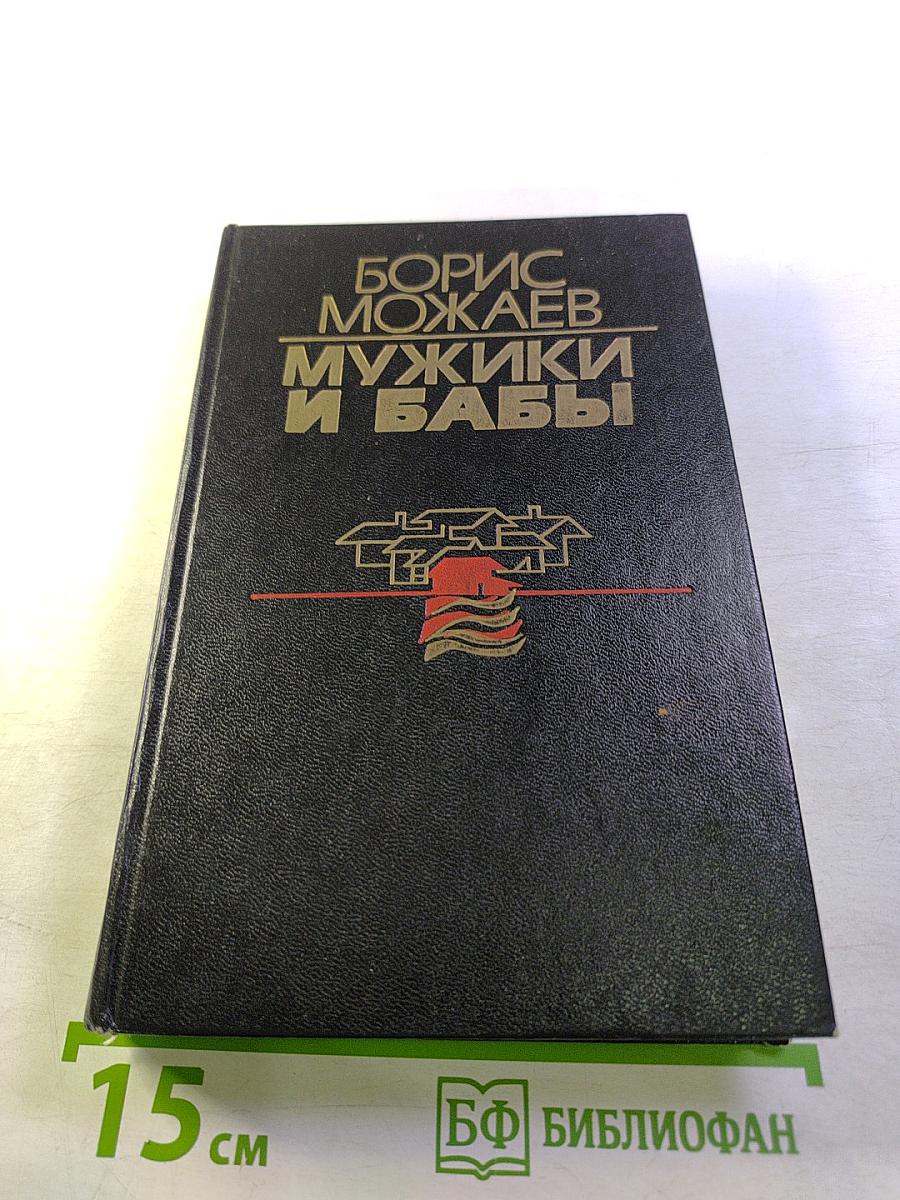 БОРИС
МОЖАЕВ
МУЖИКИ
И БАБЫ
15 см
БФ БИБЛИОФАН